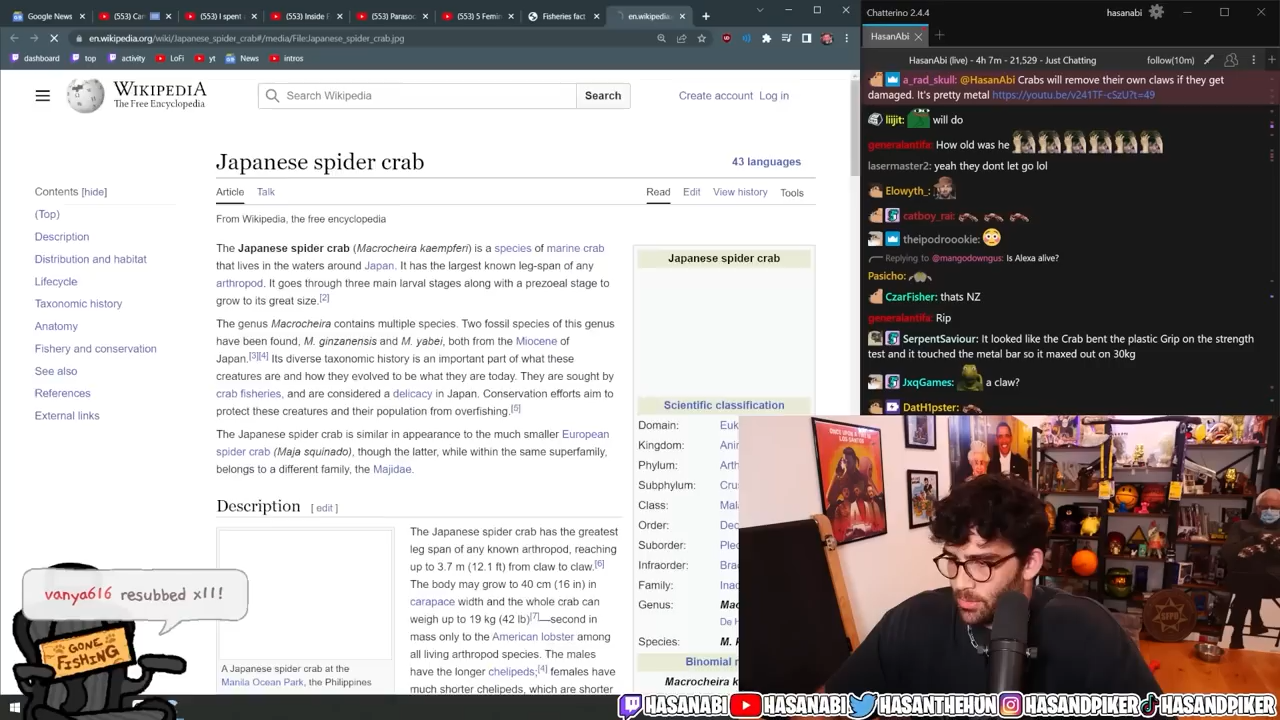 Google News
(553) Car
(553) I spent
(553) Inside F
(553) Parasoc
(553) 5 Femin
Fisheries fact
en.wikipedia.
en.wikipedia.org/wiki/Japanese_spider_crab#/media/File:Japanese_spider_crab.jpg
dashboard
top
activity
LoFi
yt
News
intros
WIKIPEDIA
The Free Encyclopedia
Search Wikipedia
Search
Create account Log in
Japanese spider crab
43 languages
Article Talk
Read Edit View history Tools
From Wikipedia, the free encyclopedia
Contents [hide]
(Top)
Description
Distribution and habitat
Lifecycle
Taxonomic history
Anatomy
Fishery and conservation
See also
References
External links
The Japanese spider crab (Macrocheira kaempferi) is a species of marine crab
that lives in the waters around Japan. It has the largest known leg-span of any
arthropod. It goes through three main larval stages along with a prezoeal stage to
grow to its great size.[2]
The genus Macrocheira contains multiple species. Two fossil species of this genus
have been found, M. ginzanensis and M. yabei, both from the Miocene of
Japan.[3][4] Its diverse taxonomic history is an important part of what these
creatures are and how they evolved to be what they are today. They are sought by
crab fisheries, and are considered a delicacy in Japan. Conservation efforts aim to
protect these creatures and their population from overfishing.[5]
The Japanese spider crab is similar in appearance to the much smaller European
spider crab (Maja squinado), though the latter, while within the same superfamily,
belongs to a different family, the Majidae.
Description [ edit ]
The Japanese spider crab has the greatest
leg span of any known arthropod, reaching
up to 3.7 m (12.1 ft) from claw to claw.[6]
The body may grow to 40 cm (16 in) in
carapace width and the whole crab can
weigh up to 19 kg (42 lb)[7]—second in
mass only to the American lobster among
all living arthropod species. The males
have the longer chelipeds;[4] females have
much shorter chelipeds, which are shorter
A Japanese spider crab at the
Manila Ocean Park, the Philippines
Japanese spider crab
Scientific classification
Domain: Euk
Kingdom: Ani
Phylum: Arth
Subphylum: Cru
Class: Mala
Order: Dec
Suborder: Pleo
Infraorder: Bra
Family: Inac
Genus: Mac
De H
Species: M. k
Binomial n
Macrocheira k
vanya616 resubbed x11!
GONE
FISHING
Chatterino 2.4.4
hasanabi
HasanAbi
HasanAbi (live) - 4h 7m - 21,529 - Just Chatting
follow(10m)
a_rad_skull: @HasanAbi Crabs will remove their own claws if they get
damaged. It's pretty metal https://youtu.be/v241TF-cSzU?t=49
liijit: will do
generalantifa: How old was he
lasermaster2: yeah they dont let go lol
Elowyth_:
catboy_rai:
theipodroookie:
Replying to @mangodowngus: Is Alexa alive?
Pasicho:
CzarFisher: thats NZ
generalantifa: Rip
SerpentSaviour: It looked like the Crab bent the plastic Grip on the strength
test and it touched the metal bar so it maxed out on 30kg
JxqGames: a claw?
DatH1pster:
HASANABI HASANABI HASANTHEHUN HASANDPIKER HASANDPIKER